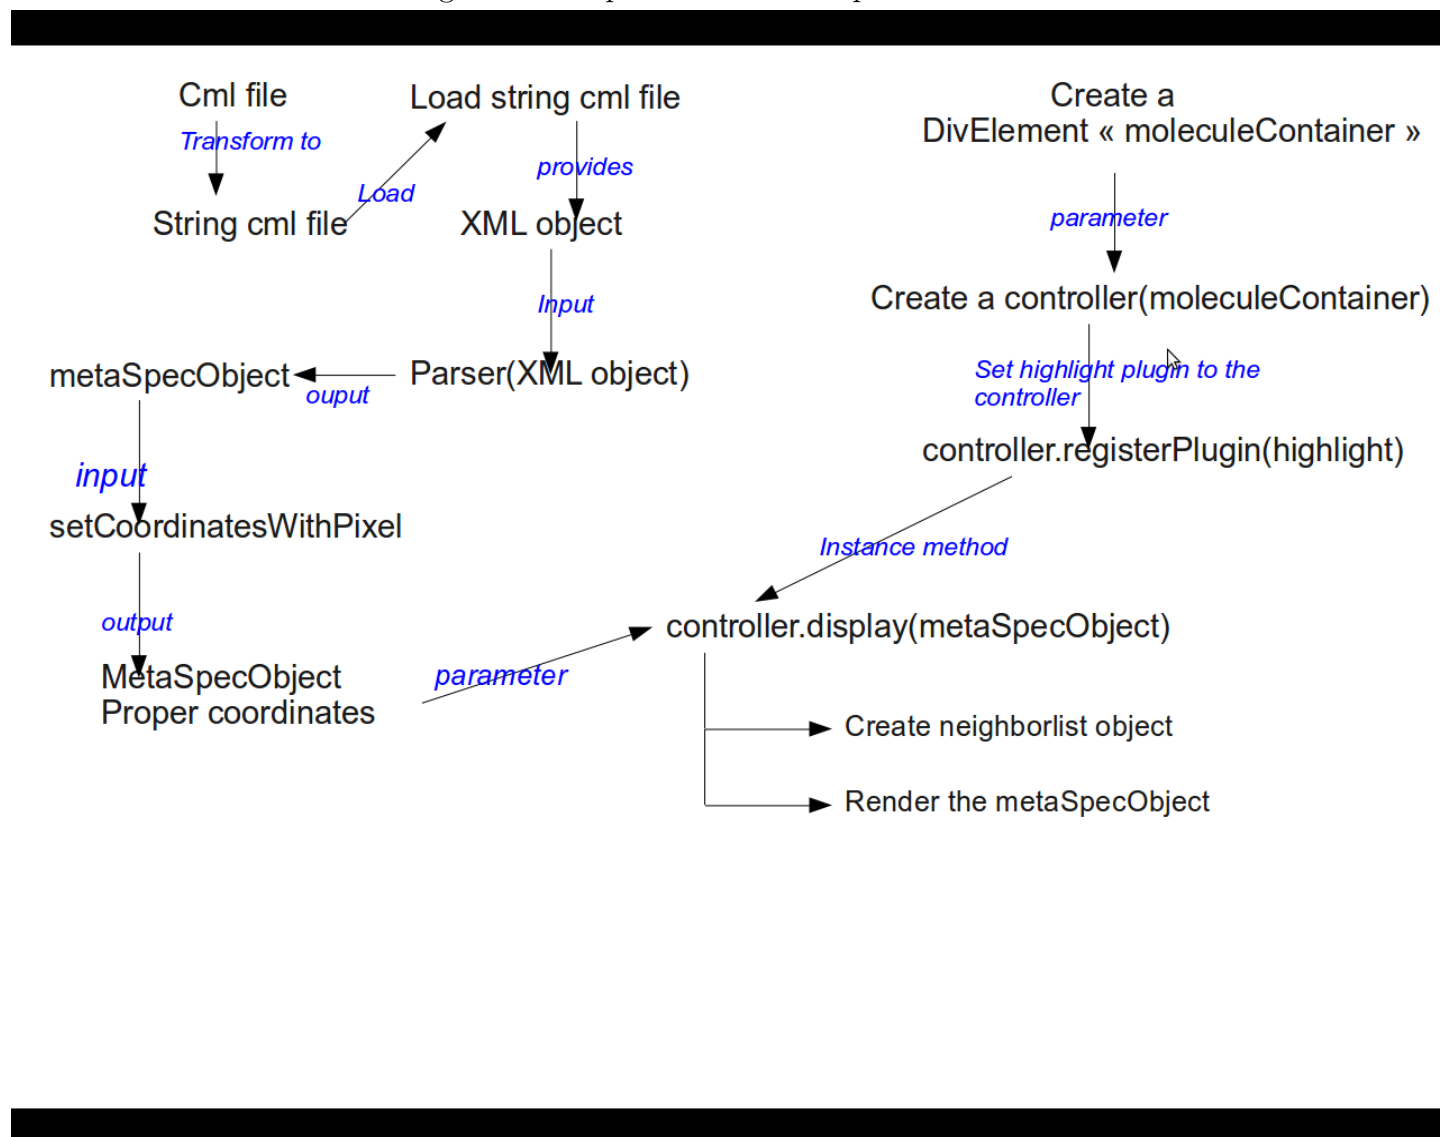 Cml file
Transform to
String cml file
Load
Load string cml file
provides
XML object
Input
Parser(XML object)
ouput
metaSpecObject
input
setCoordinatesWithPixel
output
MetaSpecObject
Proper coordinates
parameter
Create a
DivElement « moleculeContainer »
parameter
Create a controller(moleculeContainer)
Set highlight plugin to the
controller
controller.registerPlugin(highlight)
Instance method
controller.display(metaSpecObject)
Create neighborlist object
Render the metaSpecObject